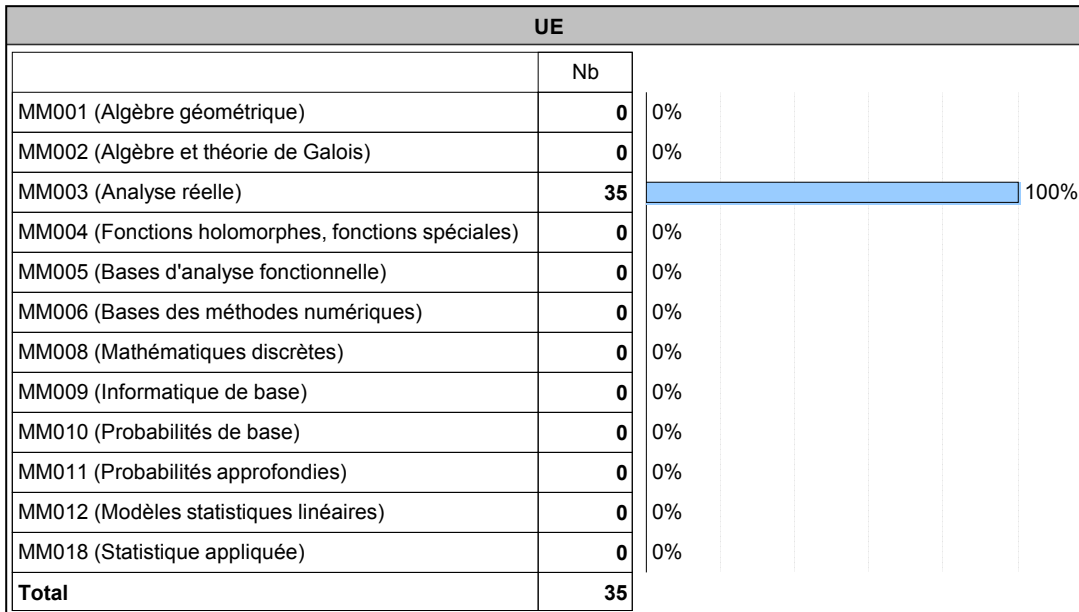 UE
Nb
MM001 (Algèbre géométrique) 0 0%
MM002 (Algèbre et théorie de Galois) 0 0%
MM003 (Analyse réelle) 35 100%
MM004 (Fonctions holomorphes, fonctions spéciales) 0 0%
MM005 (Bases d'analyse fonctionnelle) 0 0%
MM006 (Bases des méthodes numériques) 0 0%
MM008 (Mathématiques discrètes) 0 0%
MM009 (Informatique de base) 0 0%
MM010 (Probabilités de base) 0 0%
MM011 (Probabilités approfondies) 0 0%
MM012 (Modèles statistiques linéaires) 0 0%
MM018 (Statistique appliquée) 0 0%
Total 35